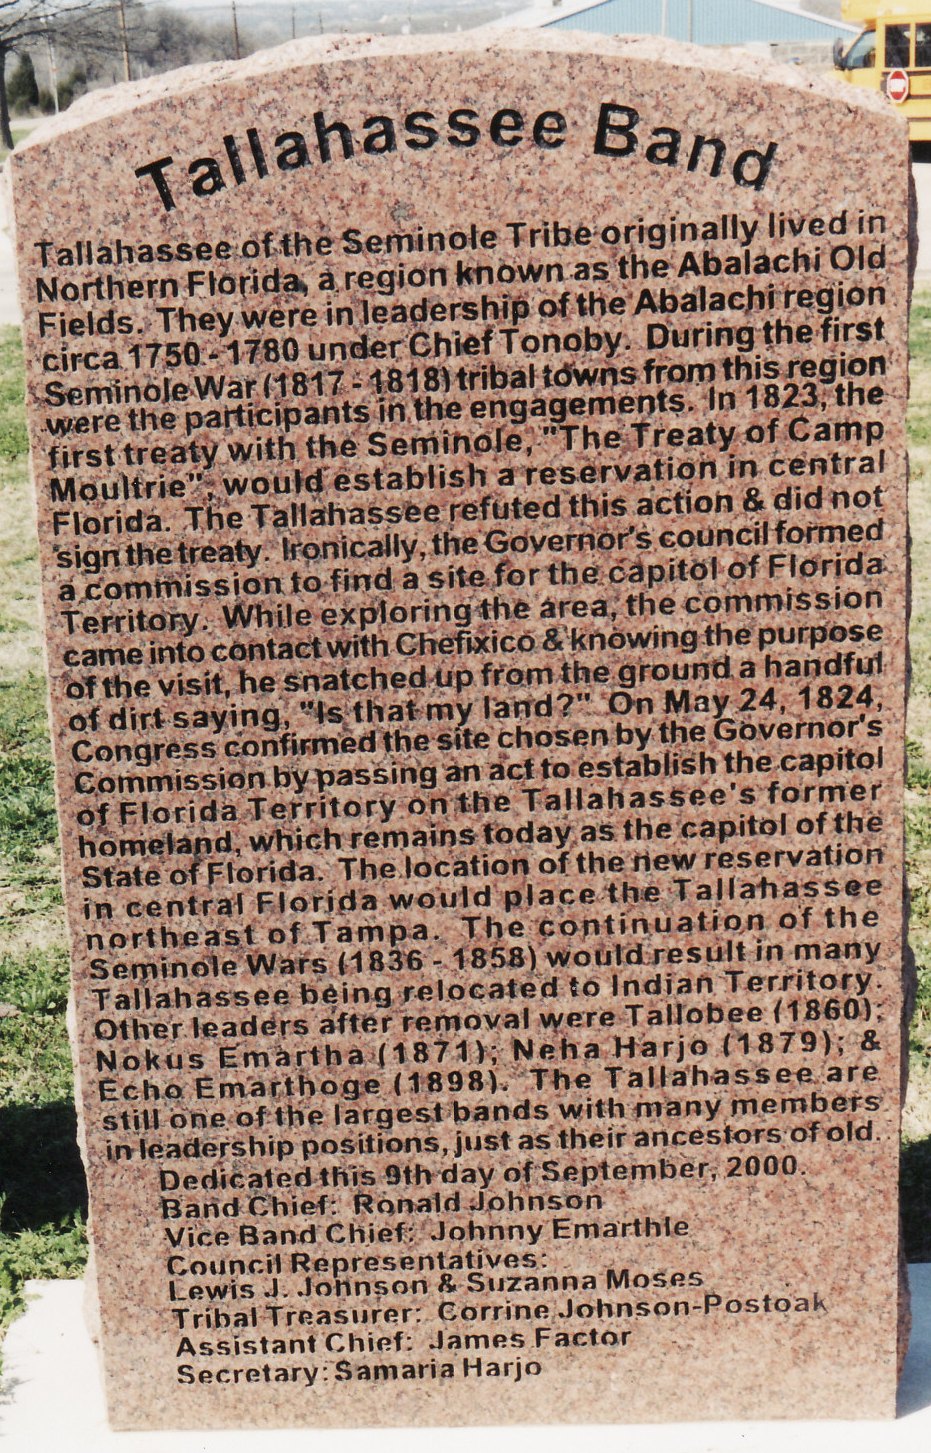 Tallahassee Band
Tallahassee of the Seminole Tribe originally lived in
Northern Florida, a region known as the Abalachi Old
Fields. They were in leadership of the Abalachi region
circa 1750 - 1780 under Chief Tonoby. During the first
Seminole War (1817 - 1818) tribal towns from this region
were the participants in the engagements. In 1823, the
first treaty with the Seminole, "The Treaty of Camp
Moultrie", would establish a reservation in central
Florida. The Tallahassee refuted this action & did not
sign the treaty. Ironically, the Governor's council formed
a commission to find a site for the capitol of Florida
Territory. While exploring the area, the commission
came into contact with Chefixico & knowing the purpose
of the visit, he snatched up from the ground a handful
of dirt saying, "Is that my land?" On May 24, 1824,
Congress confirmed the site chosen by the Governor's
Commission by passing an act to establish the capitol
of Florida Territory on the Tallahassee's former
homeland, which remains today as the capitol of the
State of Florida. The location of the new reservation
in central Florida would place the Tallahassee
northeast of Tampa. The continuation of the
Seminole Wars (1836 - 1858) would result in many
Tallahassee being relocated to Indian Territory.
Other leaders after removal were Tallobee (1860);
Nokus Emartha (1871); Neha Harjo (1879); &
Echo Emarthoge (1898). The Tallahassee are
still one of the largest bands with many members
in leadership positions, just as their ancestors of old.
Dedicated this 9th day of September, 2000.
Band Chief: Ronald Johnson
Vice Band Chief: Johnny Emarthle
Council Representatives:
Lewis J. Johnson & Suzanna Moses
Tribal Treasurer: Corrine Johnson-Postoak
Assistant Chief: James Factor
Secretary: Samaria Harjo